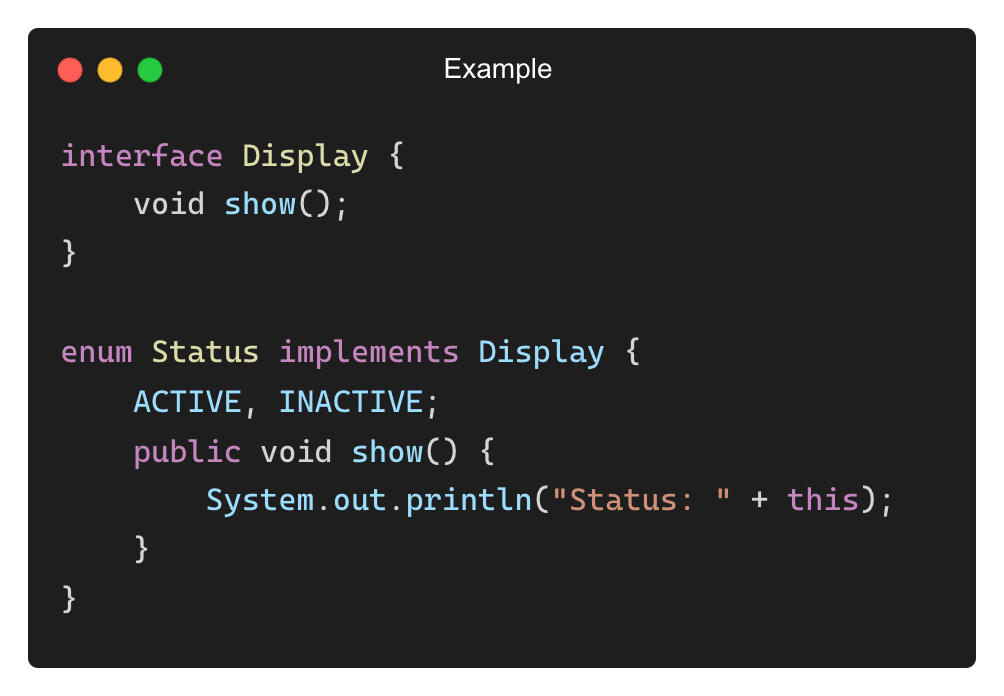 Example
interface Display {
    void show();
}
enum Status implements Display {
    ACTIVE, INACTIVE;
    public void show() {
        System.out.println("Status: " + this);
    }
}